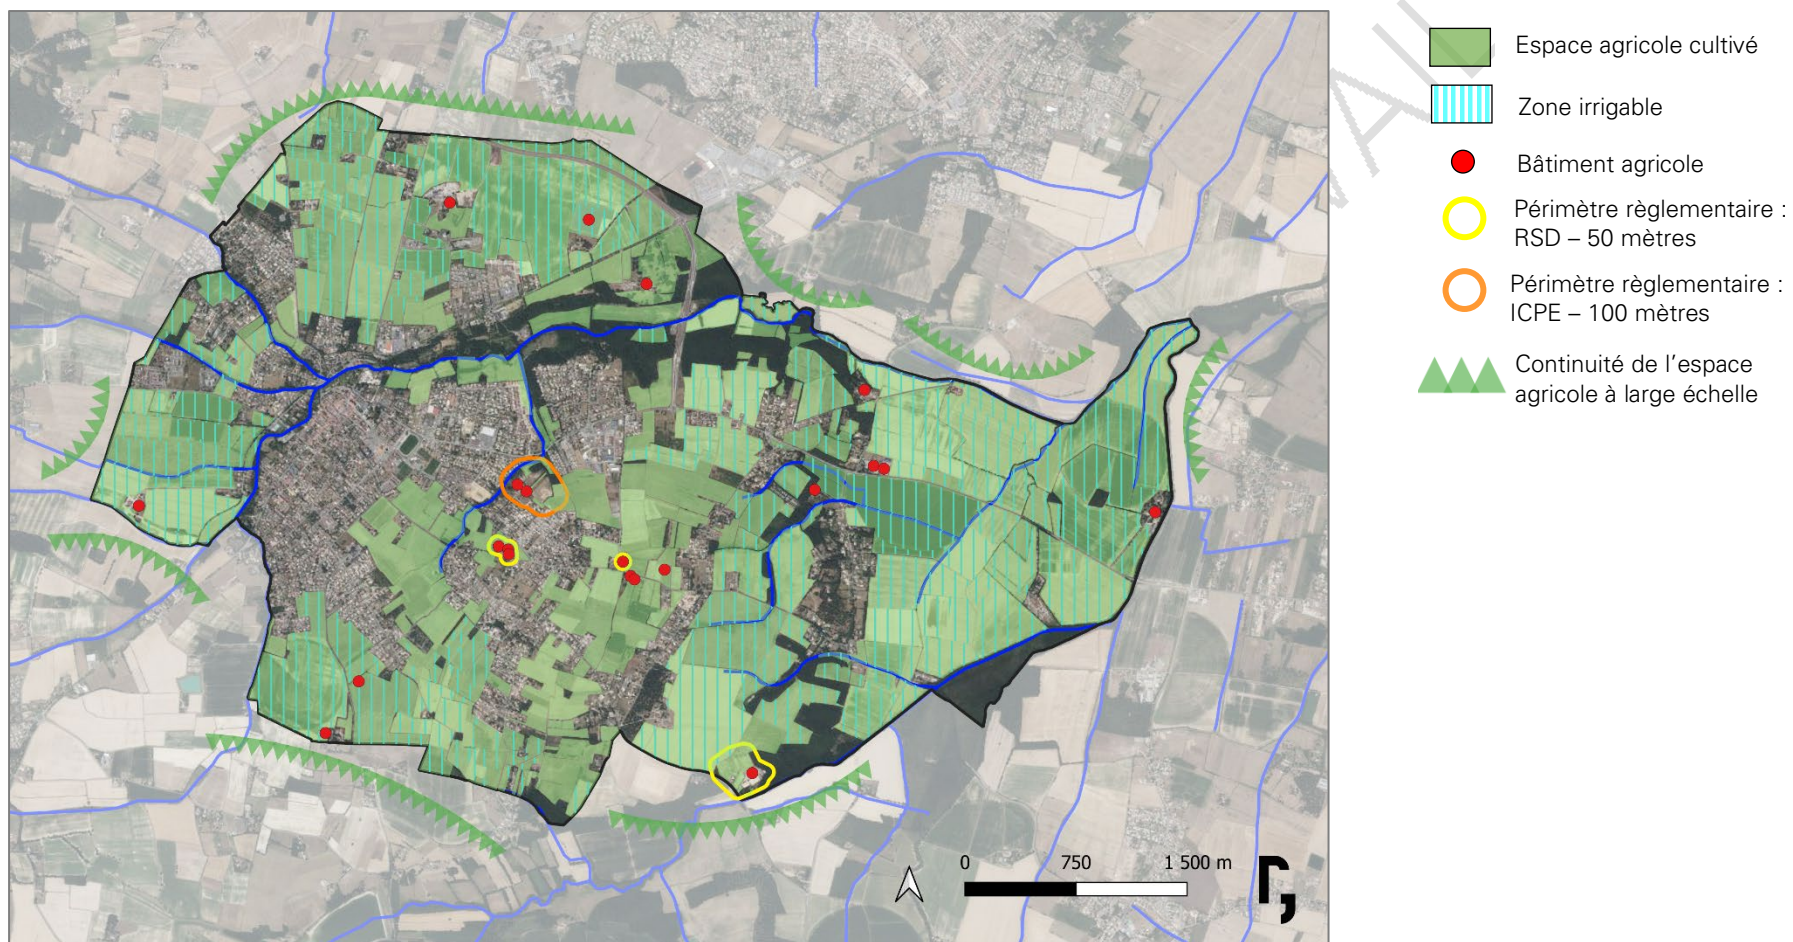 Espace agricole cultivé
Zone irrigable
Bâtiment agricole
Périmètre règlementaire :
RSD – 50 mètres
Périmètre règlementaire :
ICPE – 100 mètres
Continuité de l'espace
agricole à large échelle
0 750 1 500 m